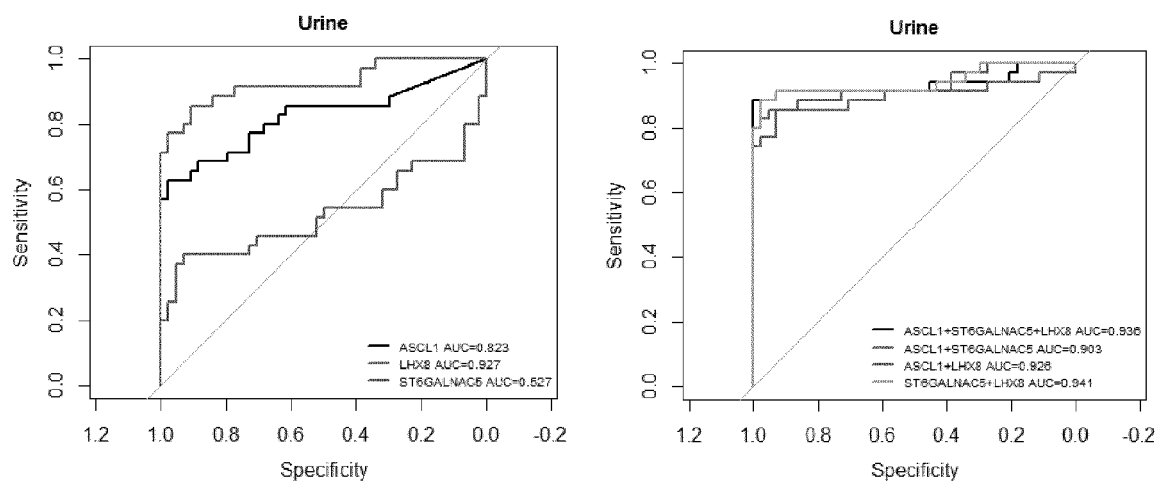 Urine
1.0
0.8
0.6
0.4
0.2
0.0
Sensitivity
ASCL1 AUC=0.823
LHX8 AUC=0.927
ST6GALNAC5 AUC=0.527
1.2 1.0 0.8 0.6 0.4 0.2 0.0 -0.2
Specificity
Urine
1.0
0.8
0.6
0.4
0.2
0.0
Sensitivity
ASCL1+ST6GALNAC5+LHX8 AUC=0.936
ASCL1+ST6GALNAC5 AUC=0.903
ASCL1+LHX8 AUC=0.926
ST6GALNAC5+LHX8 AUC=0.941
1.2 1.0 0.8 0.6 0.4 0.2 0.0 -0.2
Specificity